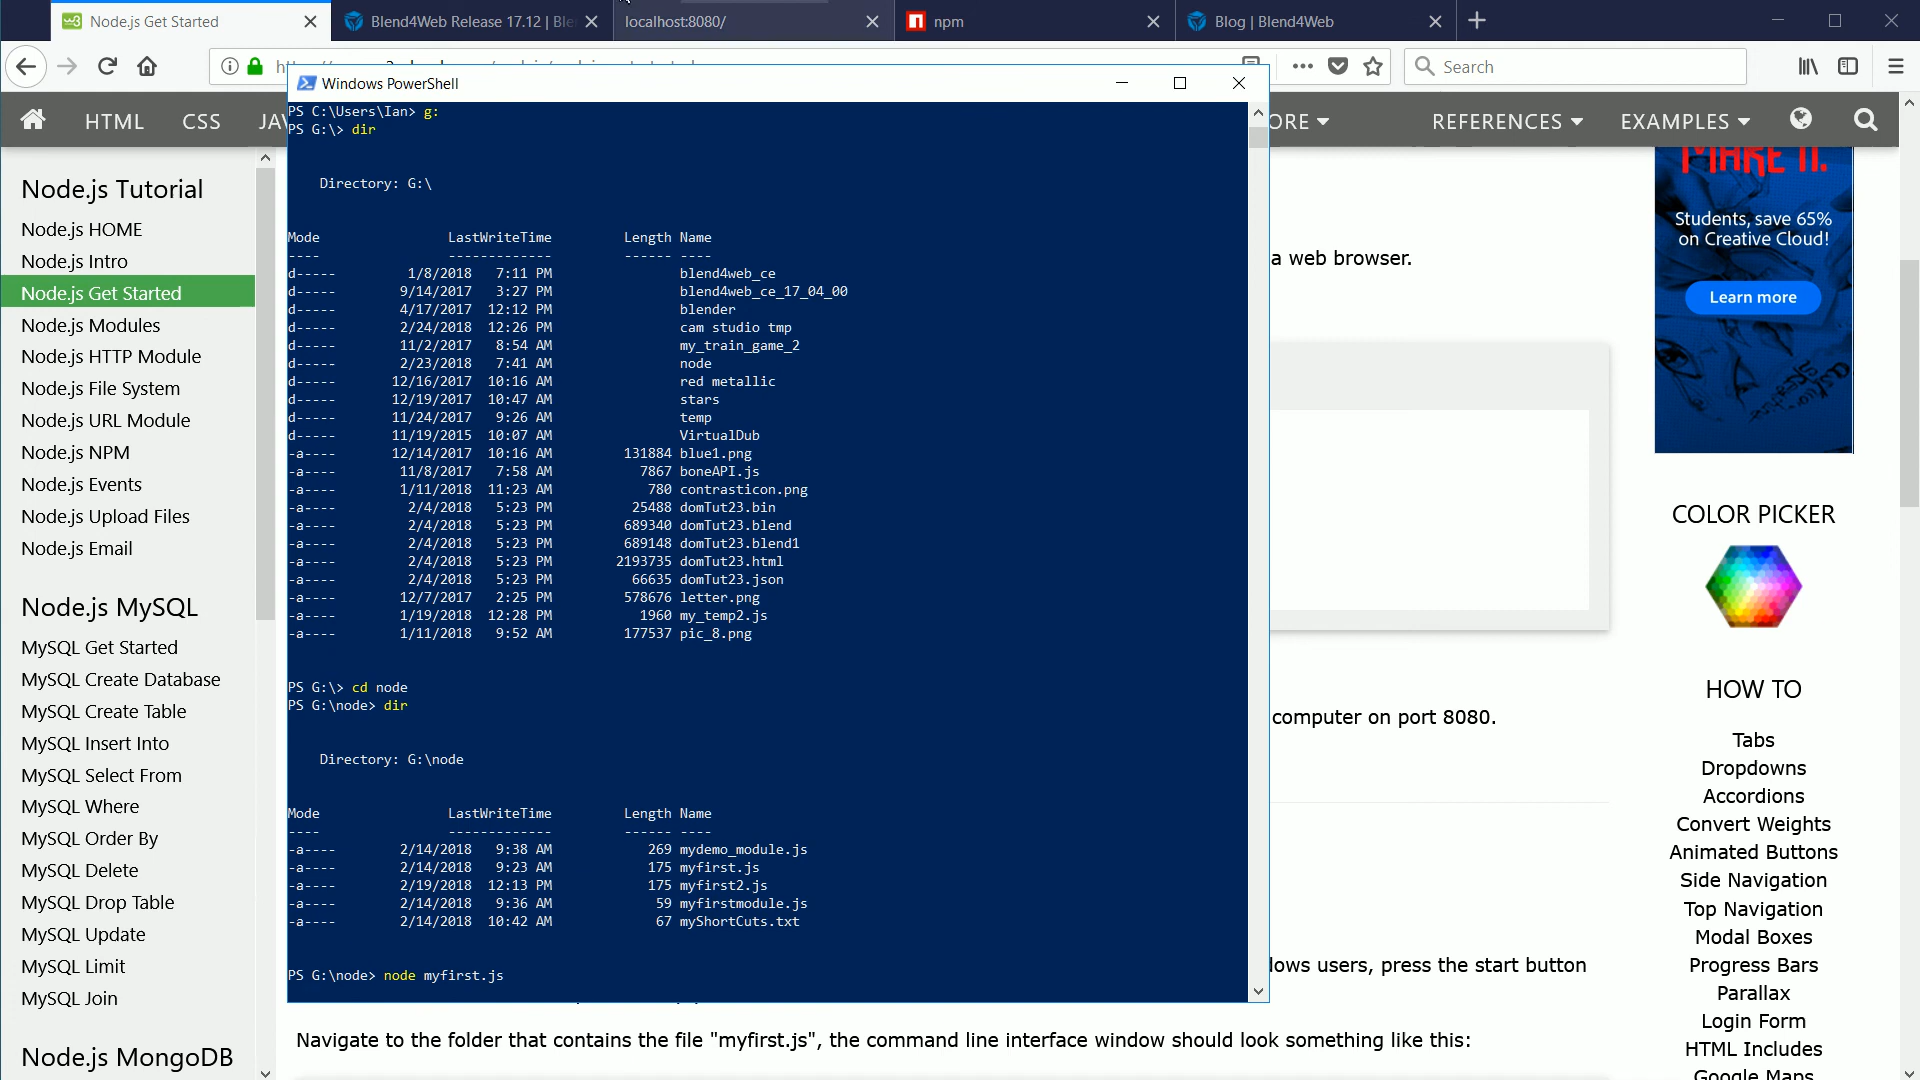 Node.js Get Started
Blend4Web Release 17.12 | Ble
localhost:8080/
npm
Blog | Blend4Web
Search
Windows PowerShell
HTML
CSS
JAV
ORE
REFERENCES
EXAMPLES
Node.js Tutorial
Node.js HOME
Node.js Intro
Node.js Get Started
Node.js Modules
Node.js HTTP Module
Node.js File System
Node.js URL Module
Node.js NPM
Node.js Events
Node.js Upload Files
Node.js Email
Node.js MySQL
MySQL Get Started
MySQL Create Database
MySQL Create Table
MySQL Insert Into
MySQL Select From
MySQL Where
MySQL Order By
MySQL Delete
MySQL Drop Table
MySQL Update
MySQL Limit
MySQL Join
Node.js MongoDB
PS C:\Users\Ian> g:
PS G:\> dir
Directory: G:\
Mode LastWriteTime Length Name
---- ------------- ------ ----
d----- 1/8/2018 7:11 PM blend4web_ce
d----- 9/14/2017 3:27 PM blend4web_ce_17_04_00
d----- 4/17/2017 12:12 PM blender
d----- 2/24/2018 12:26 PM cam studio tmp
d----- 11/2/2017 8:54 AM my_train_game_2
d----- 2/23/2018 7:41 AM node
d----- 12/16/2017 10:16 AM red metallic
d----- 12/19/2017 10:47 AM stars
d----- 11/24/2017 9:26 AM temp
d----- 11/19/2015 10:07 AM VirtualDub
-a---- 12/14/2017 10:16 AM 131884 blue1.png
-a---- 11/8/2017 7:58 AM 7867 boneAPI.js
-a---- 1/11/2018 11:23 AM 780 contrasticon.png
-a---- 2/4/2018 5:23 PM 25488 domTut23.bin
-a---- 2/4/2018 5:23 PM 689340 domTut23.blend
-a---- 2/4/2018 5:23 PM 689148 domTut23.blend1
-a---- 2/4/2018 5:23 PM 2193735 domTut23.html
-a---- 2/4/2018 5:23 PM 66635 domTut23.json
-a---- 12/7/2017 2:25 PM 578676 letter.png
-a---- 1/19/2018 12:28 PM 1960 my_temp2.js
-a---- 1/11/2018 9:52 AM 177537 pic_8.png
PS G:\> cd node
PS G:\node> dir
Directory: G:\node
Mode LastWriteTime Length Name
---- ------------- ------ ----
-a---- 2/14/2018 9:38 AM 269 mydemo_module.js
-a---- 2/14/2018 9:23 AM 175 myfirst.js
-a---- 2/19/2018 12:13 PM 175 myfirst2.js
-a---- 2/14/2018 9:36 AM 59 myfirstmodule.js
-a---- 2/14/2018 10:42 AM 67 myShortCuts.txt
PS G:\node> node myfirst.js
a web browser.
computer on port 8080.
dows users, press the start button
Navigate to the folder that contains the file "myfirst.js", the command line interface window should look something like this:
MAKE IT.
Students, save 65%
on Creative Cloud!
Learn more
COLOR PICKER
HOW TO
Tabs
Dropdowns
Accordions
Convert Weights
Animated Buttons
Side Navigation
Top Navigation
Modal Boxes
Progress Bars
Parallax
Login Form
HTML Includes
Google Maps